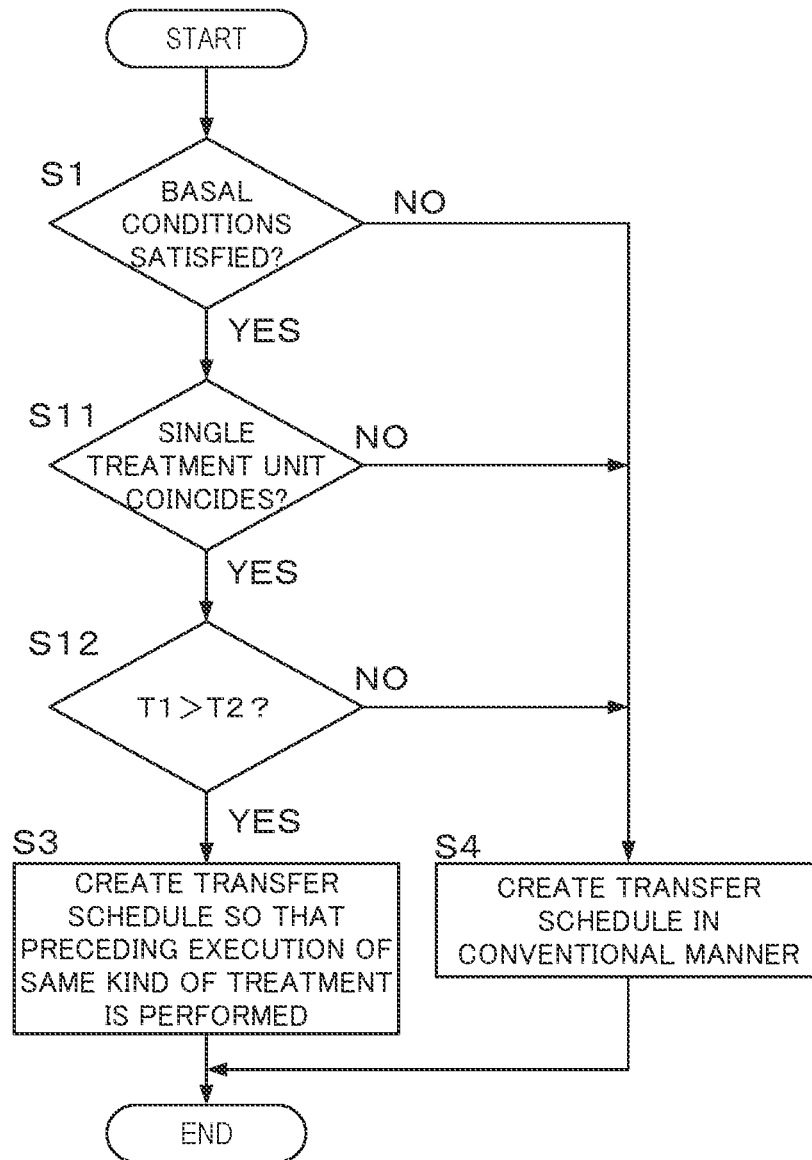 START
S1
BASAL
CONDITIONS
SATISFIED?
NO
YES
S11
SINGLE
TREATMENT UNIT
COINCIDES?
NO
YES
S12
T1>T2?
NO
YES
S3
CREATE TRANSFER
SCHEDULE SO THAT
PRECEDING EXECUTION OF
SAME KIND OF TREATMENT
IS PERFORMED
S4
CREATE TRANSFER
SCHEDULE IN
CONVENTIONAL MANNER
END